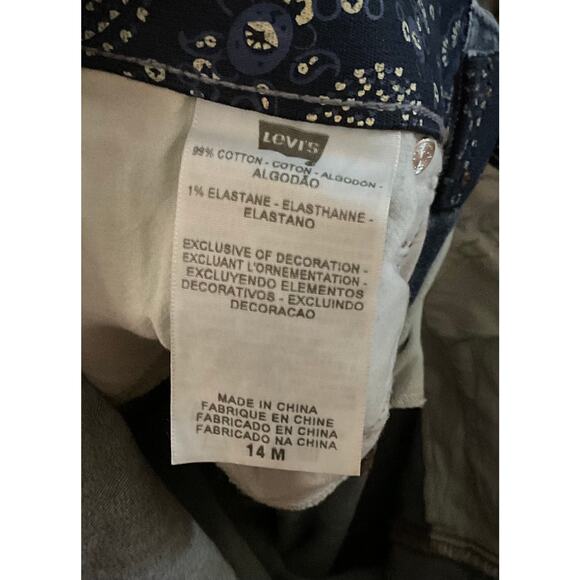 Levi's
99% COTTON - COTON - ALGODÓN -
ALGODÃO
1% ELASTANE - ELASTHANNE -
ELASTANO
EXCLUSIVE OF DECORATION -
EXCLUANT L'ORNEMENTATION -
EXCLUYENDO ELEMENTOS
DECORATIVOS - EXCLUINDO
DECORACAO
MADE IN CHINA
FABRIQUE EN CHINE
FABRICADO EN CHINA
FABRICADO NA CHINA
14 M